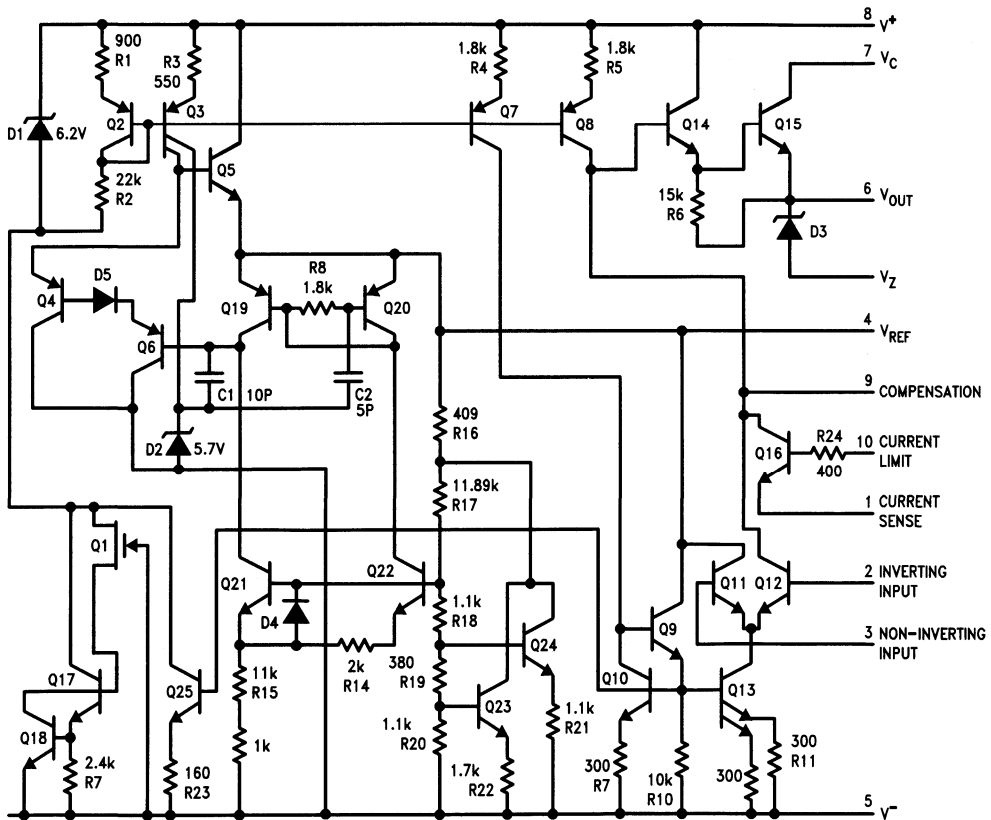 8 V+
900
R1
R3
550
1.8k
R4
1.8k
R5
7 VC
Q2
Q3
Q7
Q8
Q14
Q15
D1
6.2V
Q5
22k
R2
15k
R6
6 VOUT
D3
D5
R8
1.8k
VZ
Q4
Q19
Q20
Q6
4 VREF
C1
10P
C2
5P
9 COMPENSATION
409
R16
D2
5.7V
Q16
R24
400
10 CURRENT
LIMIT
11.89k
R17
1 CURRENT
SENSE
Q1
Q21
Q22
Q11
Q12
2 INVERTING
INPUT
D4
1.1k
R18
Q24
Q9
3 NON-INVERTING
INPUT
2k
R14
380
R19
Q17
Q25
11k
R15
Q10
Q13
Q23
1.1k
R21
Q18
1.1k
R20
1k
2.4k
R7
160
R23
1.7k
R22
300
R7
10k
R10
300
300
R11
5 V−